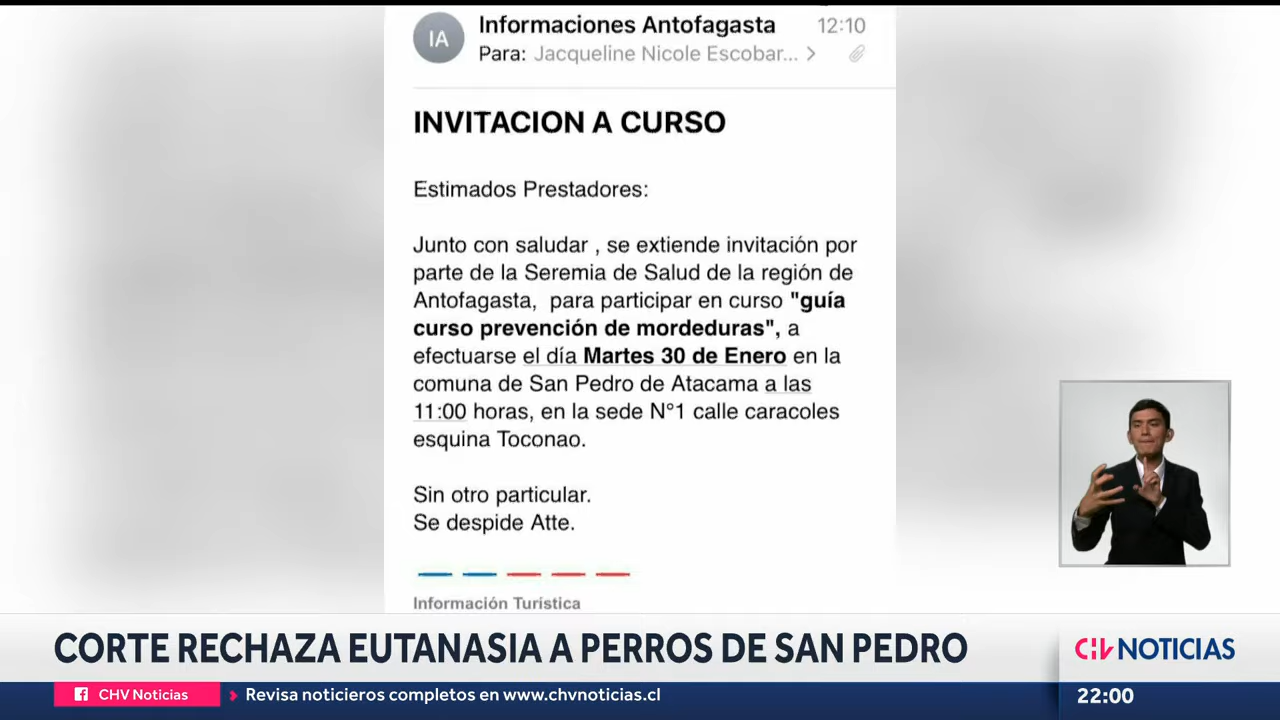 IA
Informaciones Antofagasta
12:10
Para: Jacqueline Nicole Escobar...
INVITACION A CURSO
Estimados Prestadores:
Junto con saludar , se extiende invitación por
parte de la Seremia de Salud de la región de
Antofagasta, para participar en curso "guía
curso prevención de mordeduras", a
efectuarse el día Martes 30 de Enero en la
comuna de San Pedro de Atacama a las
11:00 horas, en la sede N°1 calle caracoles
esquina Toconao.
Sin otro particular.
Se despide Atte.
Información Turística
CORTE RECHAZA EUTANASIA A PERROS DE SAN PEDRO
CHV NOTICIAS
CHV Noticias
Revisa noticieros completos en www.chvnoticias.cl
22:00